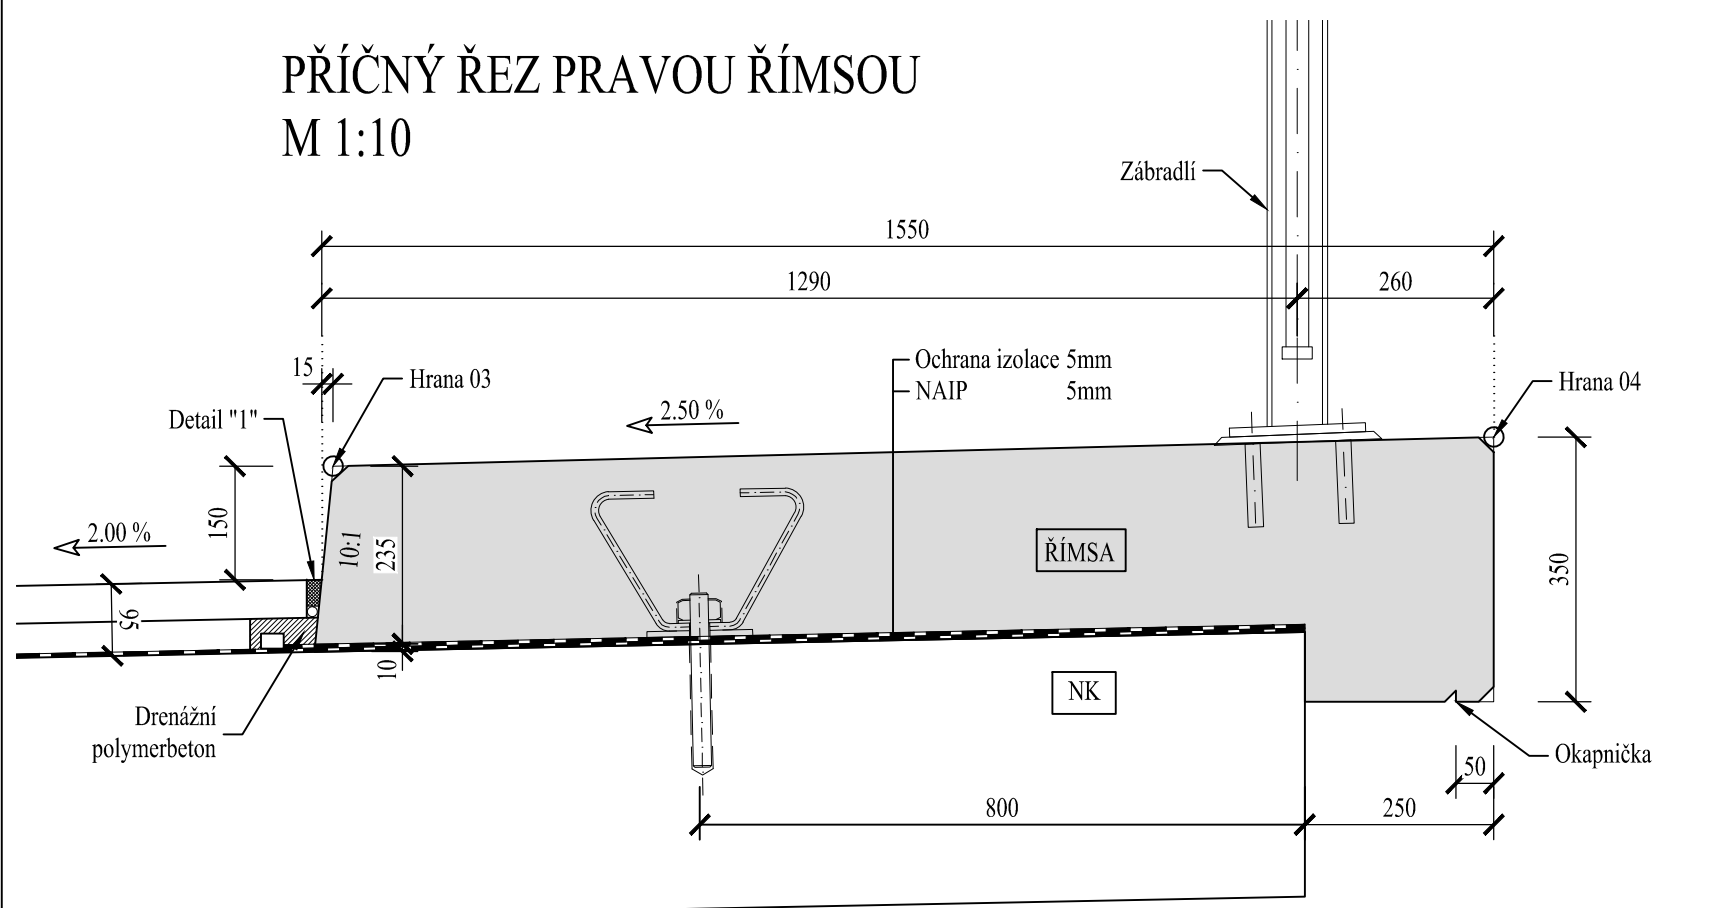 PŘÍČNÝ ŘEZ PRAVOU ŘÍMSOU
M 1:10
Zábradlí
1550
1290
260
Ochrana izolace 5mm
NAIP 5mm
15
Hrana 03
Hrana 04
Detail "1"
2.50 %
2.00 %
150
10:1
235
ŘÍMSA
350
95
10
NK
Drenážní
polymerbeton
Okapnička
50
800
250